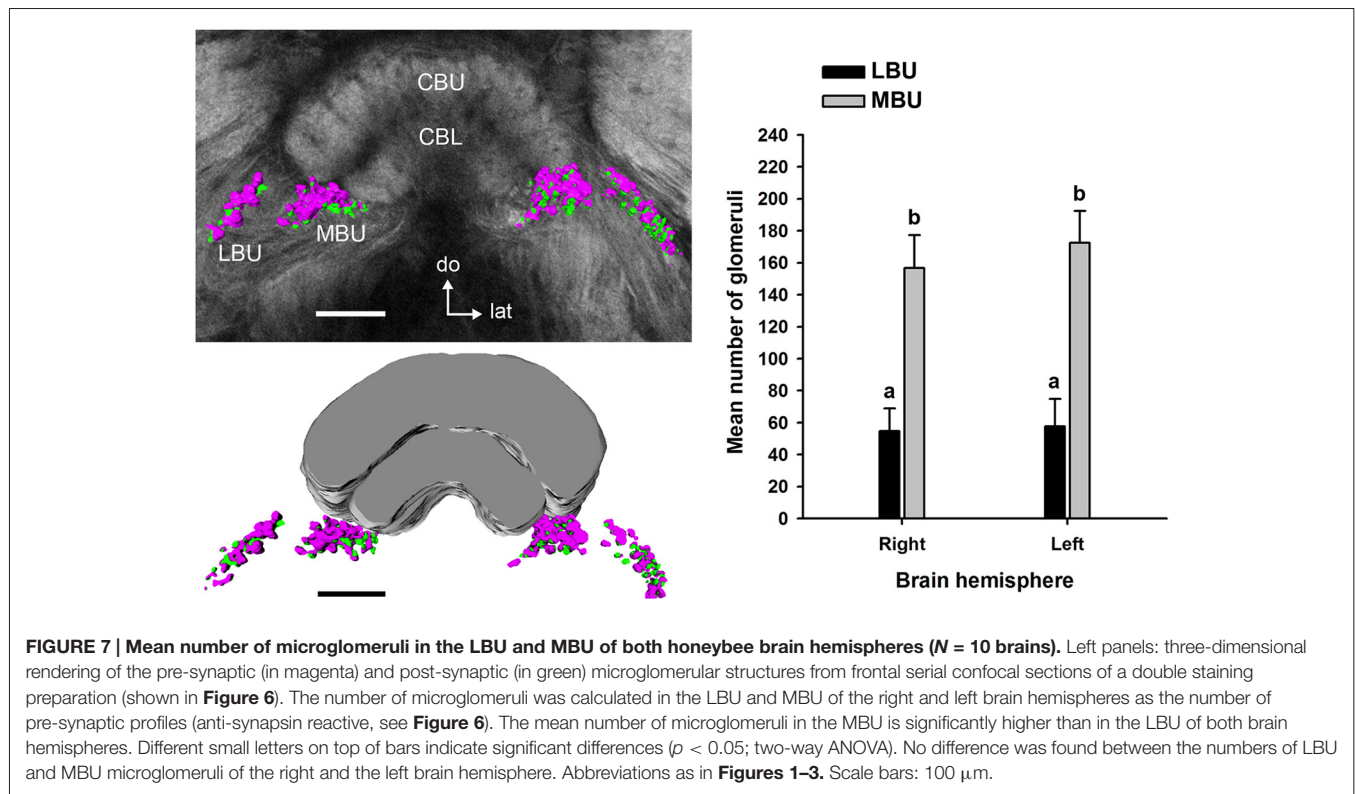 CBU
CBL
LBU
MBU
do
lat
LBU
MBU
Mean number of glomeruli
240
220
200
180
160
140
120
100
80
60
40
20
0
a
b
a
b
Right
Left
Brain hemisphere
FIGURE 7 | Mean number of microglomeruli in the LBU and MBU of both honeybee brain hemispheres (N = 10 brains). Left panels: three-dimensional
rendering of the pre-synaptic (in magenta) and post-synaptic (in green) microglomerular structures from frontal serial confocal sections of a double staining
preparation (shown in Figure 6). The number of microglomeruli was calculated in the LBU and MBU of the right and left brain hemispheres as the number of
pre-synaptic profiles (anti-synapsin reactive, see Figure 6). The mean number of microglomeruli in the MBU is significantly higher than in the LBU of both brain
hemispheres. Different small letters on top of bars indicate significant differences (p < 0.05; two-way ANOVA). No difference was found between the numbers of LBU
and MBU microglomeruli of the right and the left brain hemisphere. Abbreviations as in Figures 1–3. Scale bars: 100 μm.